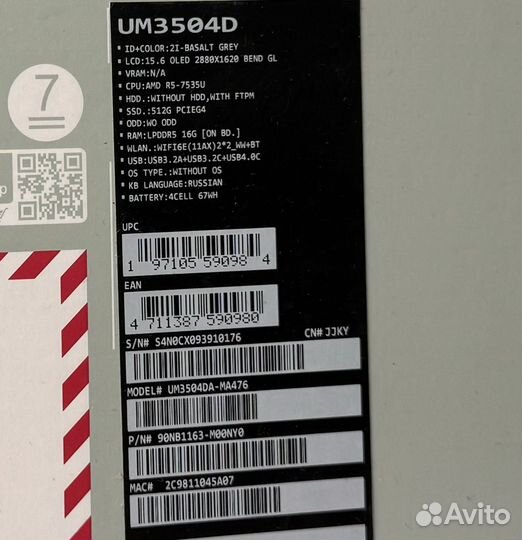 UM3504D
ID+COLOR:2I-BASALT GREY
LCD:15.6 OLED 2880X1620 BEND GL
VRAM:N/A
CPU:AMD R5-7535U
HDD.:WITHOUT HDD,WITH FTPM
SSD.:512G PCIEG4
ODD:WO ODD
RAM:LPDDR5 16G [ON BD.]
WLAN.:WIFI6E(11AX)2*2_WW+BT
USB:USB3.2A+USB3.2C+USB4.0C
OS TYPE.:WITHOUT OS
KB LANGUAGE:RUSSIAN
BATTERY:4CELL 67WH
7
UPC
1 97105 59098 4
EAN
4 711387 590980
S/N# S4N0CX093910176 CN# JJKY
MODEL# UM3504DA-MA476
P/N# 90NB1163-M00NY0
MAC# 2C9811045A07
Avito